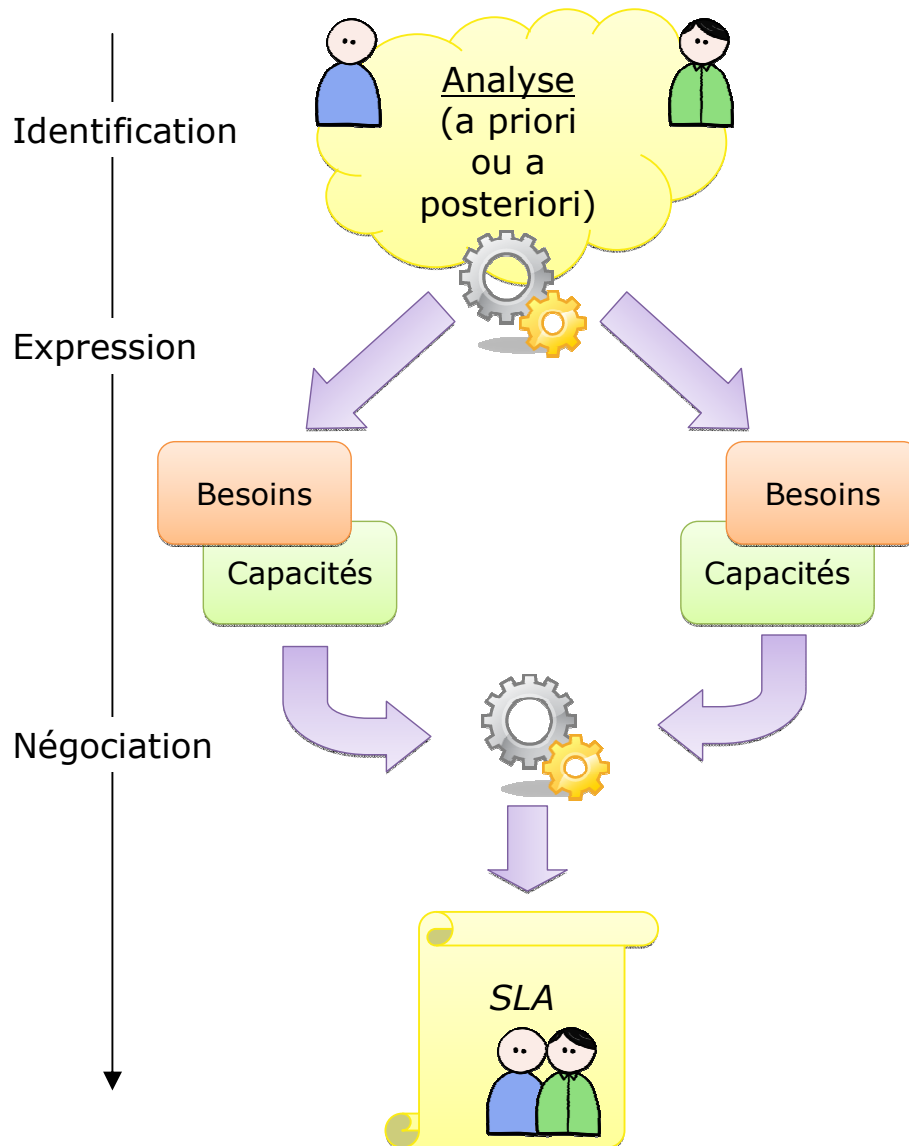 Identification
Analyse
(a priori
ou a
posteriori)
Expression
Besoins
Capacités
Besoins
Capacités
Négociation
SLA